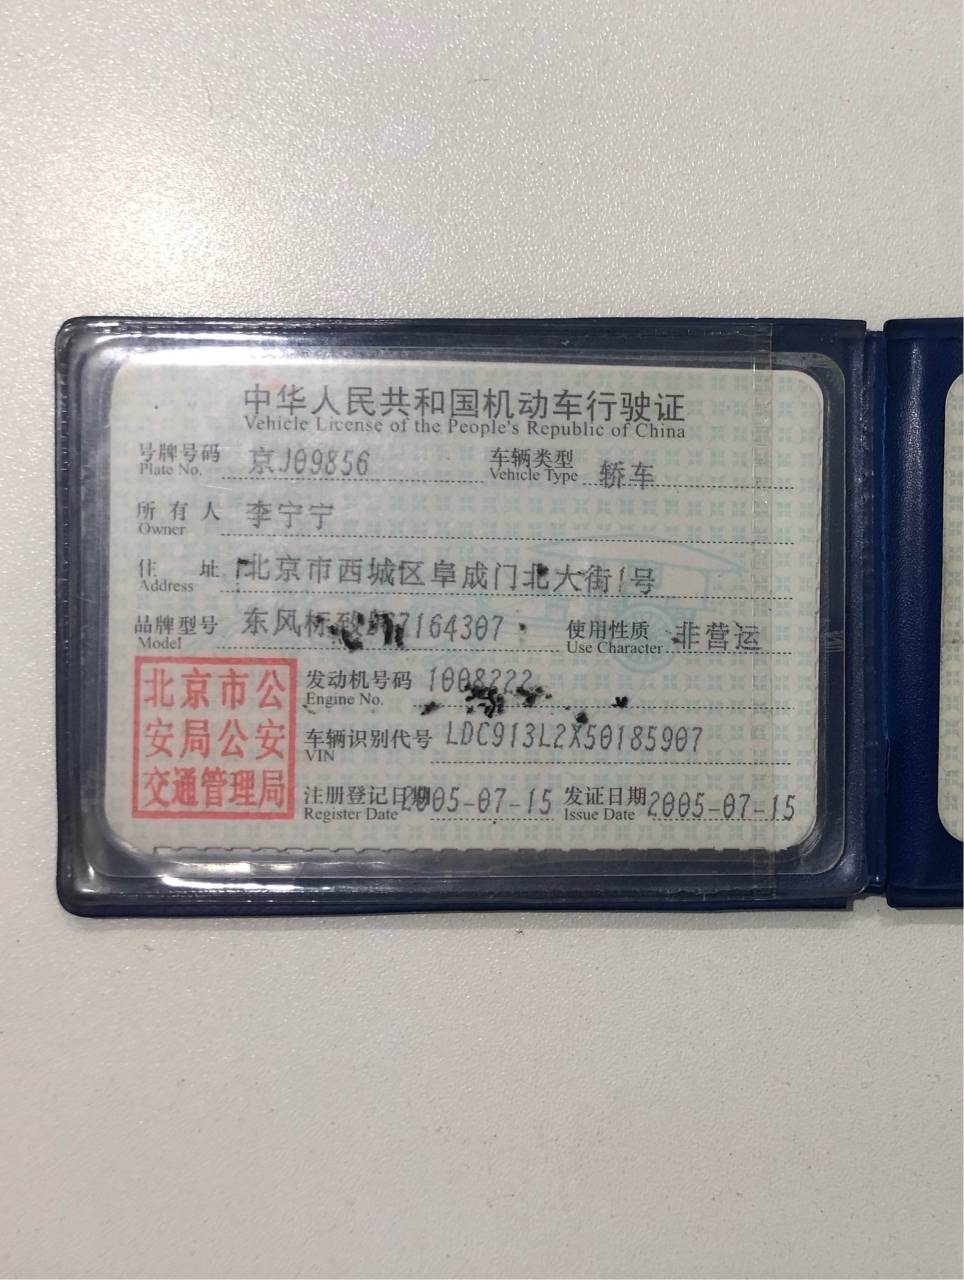 中华人民共和国机动车行驶证
Vehicle License of the People's Republic of China
号牌号码 京J09856 车辆类型 轿车
Plate No. Vehicle Type
所有人 李宁宁
Owner
住址 北京市西城区阜成门北大街1号
Address
品牌型号 东风标致 7164307 使用性质 非营运
Model Use Character
北京市公
安局公安
交通管理局
发动机号码 1008222
Engine No.
车辆识别代号 LDC913L2X50185907
VIN
注册登记日期 2005-07-15 发证日期 2005-07-15
Register Date Issue Date